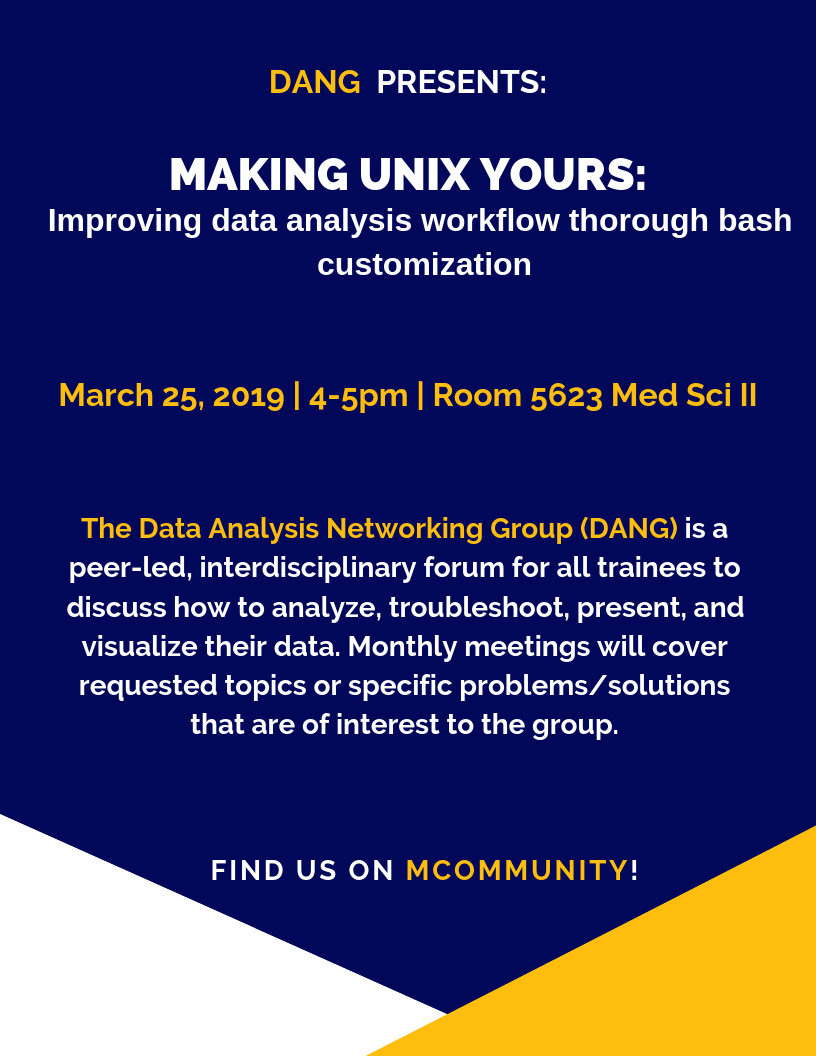 DANG PRESENTS:
MAKING UNIX YOURS:
Improving data analysis workflow thorough bash
customization
March 25, 2019 | 4-5pm | Room 5623 Med Sci II
The Data Analysis Networking Group (DANG) is a
peer-led, interdisciplinary forum for all trainees to
discuss how to analyze, troubleshoot, present, and
visualize their data. Monthly meetings will cover
requested topics or specific problems/solutions
that are of interest to the group.
FIND US ON MCOMMUNITY!